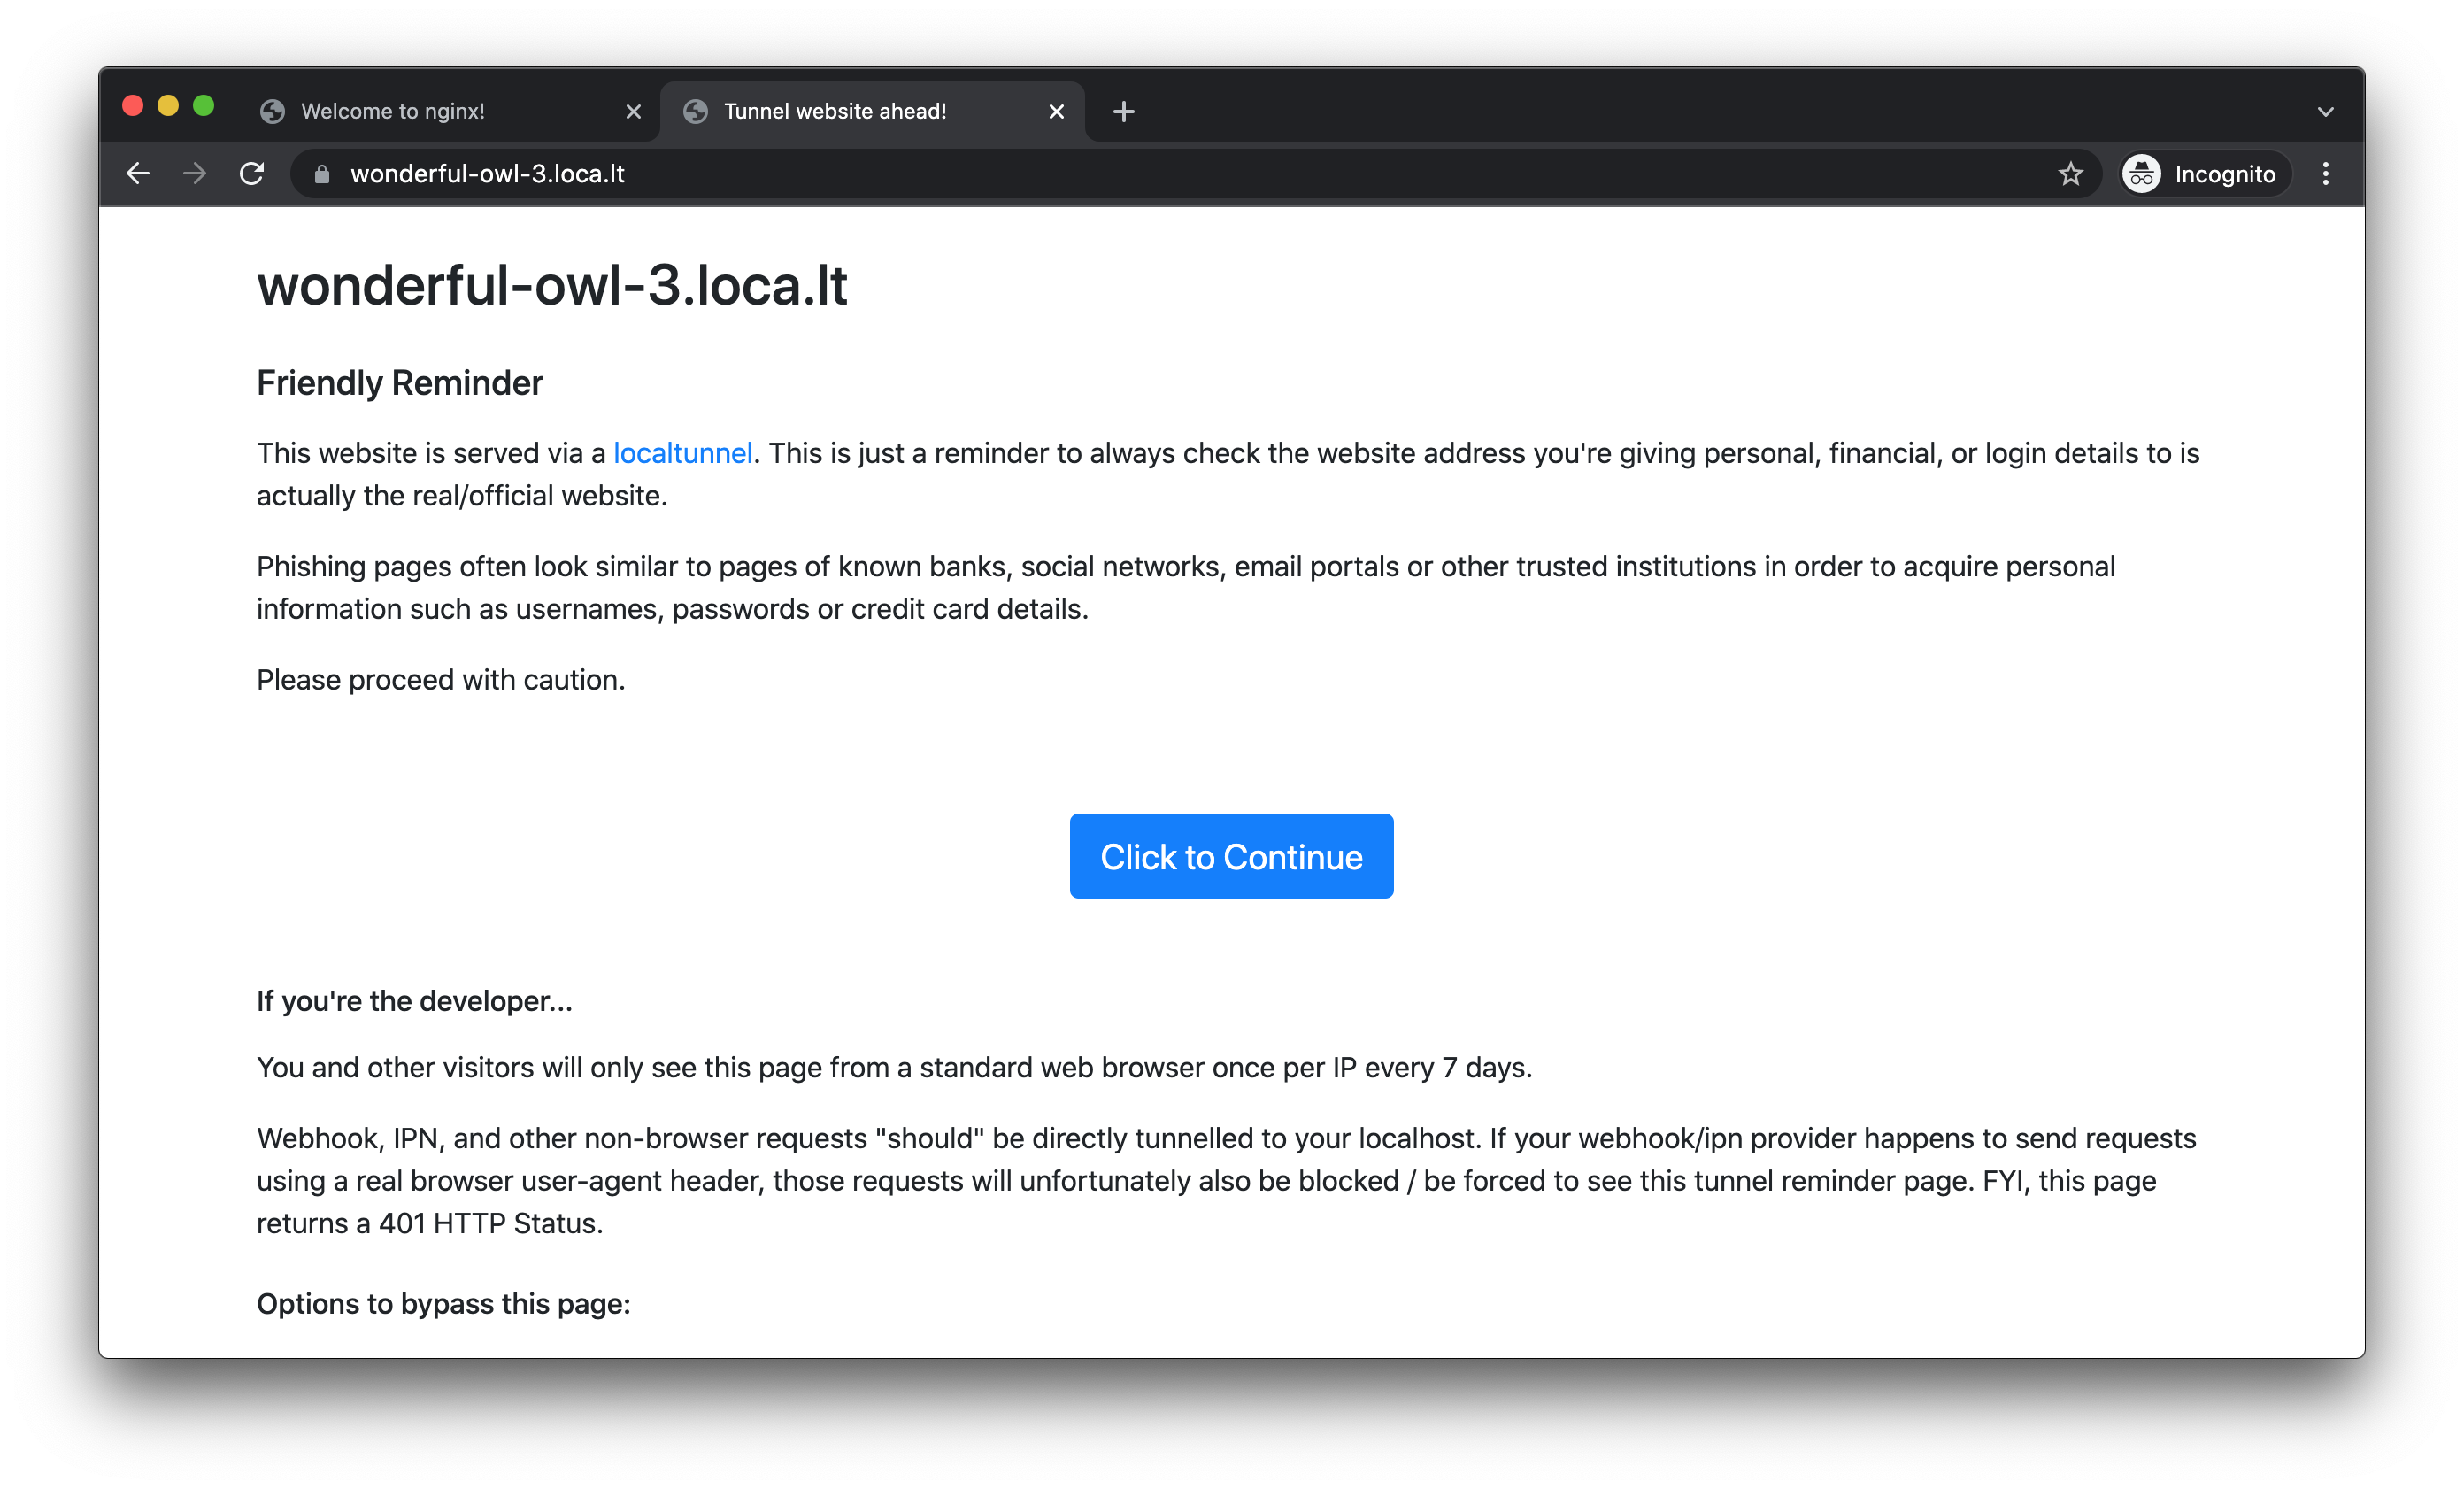 Welcome to nginx!
Tunnel website ahead!
wonderful-owl-3.loca.lt
Incognito
wonderful-owl-3.loca.lt
Friendly Reminder
This website is served via a localtunnel. This is just a reminder to always check the website address you're giving personal, financial, or login details to is
actually the real/official website.
Phishing pages often look similar to pages of known banks, social networks, email portals or other trusted institutions in order to acquire personal
information such as usernames, passwords or credit card details.
Please proceed with caution.
Click to Continue
If you're the developer...
You and other visitors will only see this page from a standard web browser once per IP every 7 days.
Webhook, IPN, and other non-browser requests "should" be directly tunnelled to your localhost. If your webhook/ipn provider happens to send requests
using a real browser user-agent header, those requests will unfortunately also be blocked / be forced to see this tunnel reminder page. FYI, this page
returns a 401 HTTP Status.
Options to bypass this page: